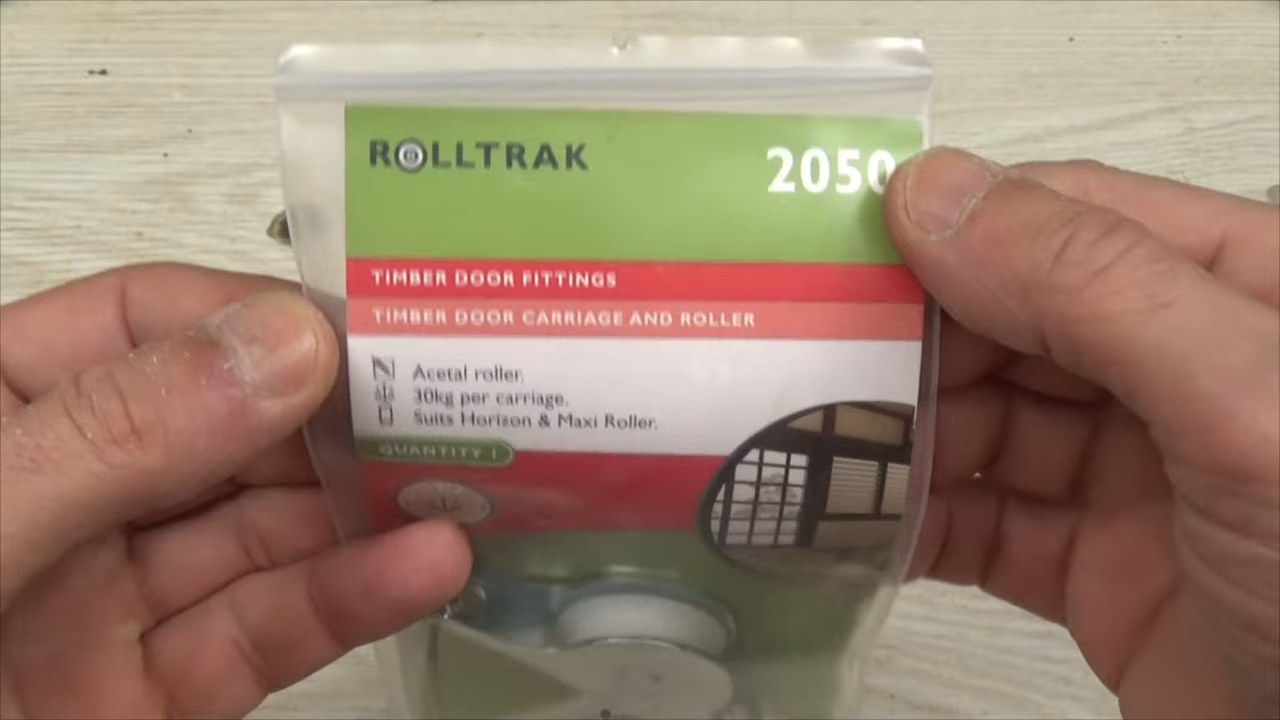 ROLLTRAK
2050
TIMBER DOOR FITTINGS
TIMBER DOOR CARRIAGE AND ROLLER
Acetal roller.
30kg per carriage.
Suits Horizon & Maxi Roller.
QUANTITY 1